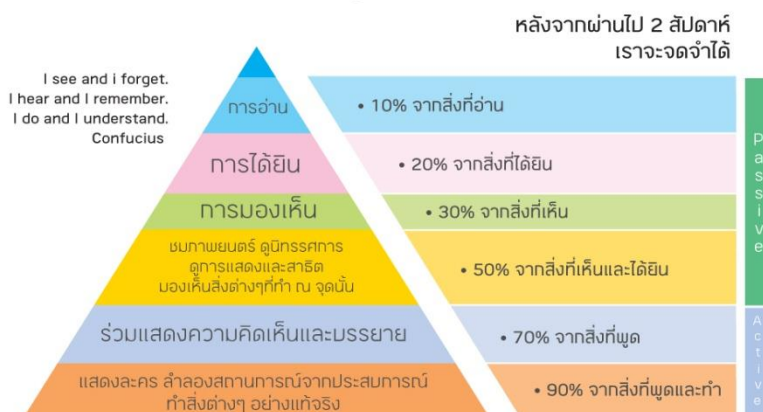 หลังจากผ่านไป 2 สัปดาห์
เราจะจดจำได้
I see and i forget.
I hear and I remember.
I do and I understand.
Confucius
การอ่าน
• 10% จากสิ่งที่อ่าน
การได้ยิน
• 20% จากสิ่งที่ได้ยิน
การมองเห็น
• 30% จากสิ่งที่เห็น
ชมภาพยนตร์ ดูนิทรรศการ
ดูการแสดงและสาธิต
มองเห็นสิ่งต่างๆที่ทำ ณ จุดนั้น
• 50% จากสิ่งที่เห็นและได้ยิน
Passive
ร่วมแสดงความคิดเห็นและบรรยาย
• 70% จากสิ่งที่พูด
แสดงละคร ลำลองสถานการณ์จากประสบการณ์
ทำสิ่งต่างๆ อย่างแท้จริง
• 90% จากสิ่งที่พูดและทำ
Active